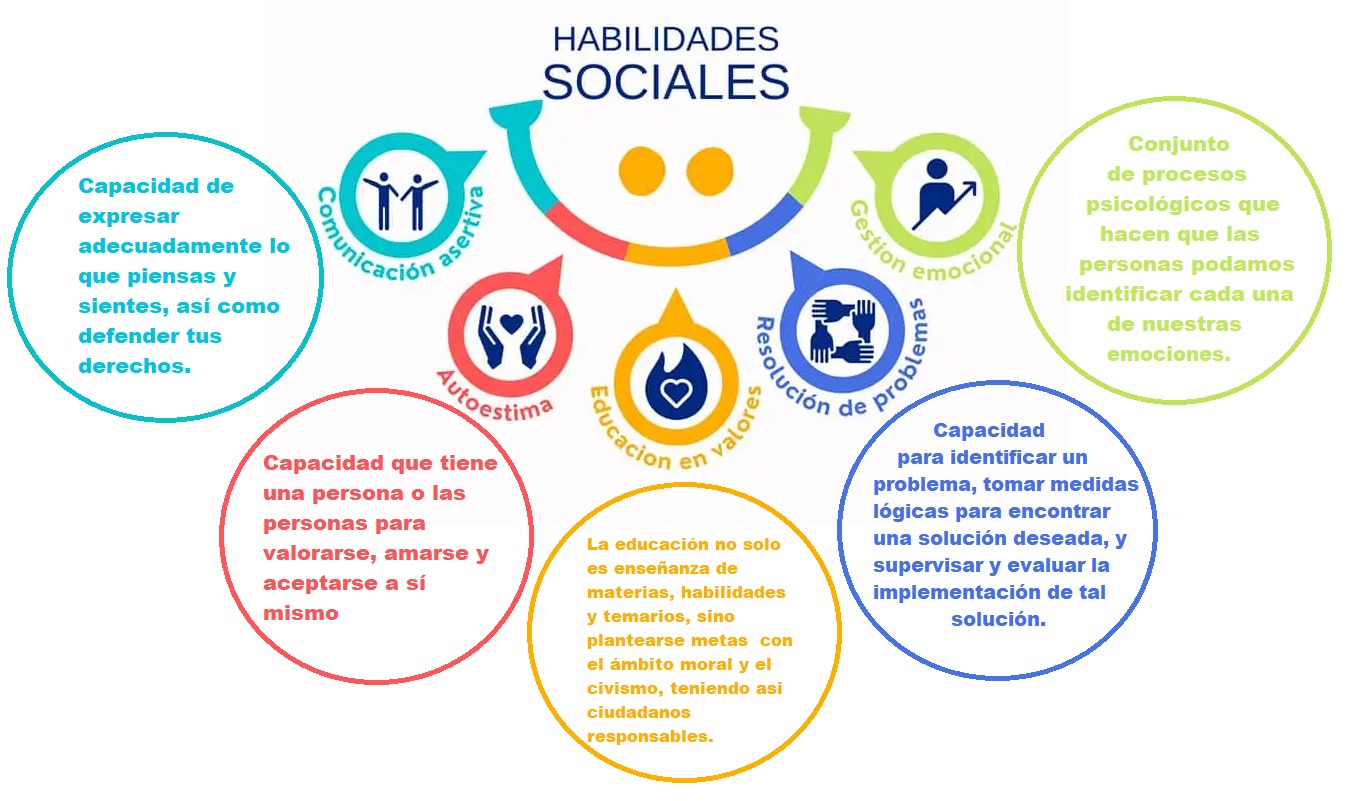 HABILIDADES
SOCIALES
Comunicación asertiva
Capacidad de
expresar
adecuadamente lo
que piensas y
sientes, así como
defender tus
derechos.
Autoestima
Capacidad que tiene
una persona o las
personas para
valorarse, amarse y
aceptarse a sí
mismo
Educacion en valores
La educación no solo
es enseñanza de
materias, habilidades
y temarios, sino
plantearse metas con
el ámbito moral y el
civismo, teniendo asi
ciudadanos
responsables.
Resolución de problemas
Capacidad
para identificar un
problema, tomar medidas
lógicas para encontrar
una solución deseada, y
supervisar y evaluar la
implementación de tal
solución.
Gestion emocional
Conjunto
de procesos
psicológicos que
hacen que las
personas podamos
identificar cada una
de nuestras
emociones.